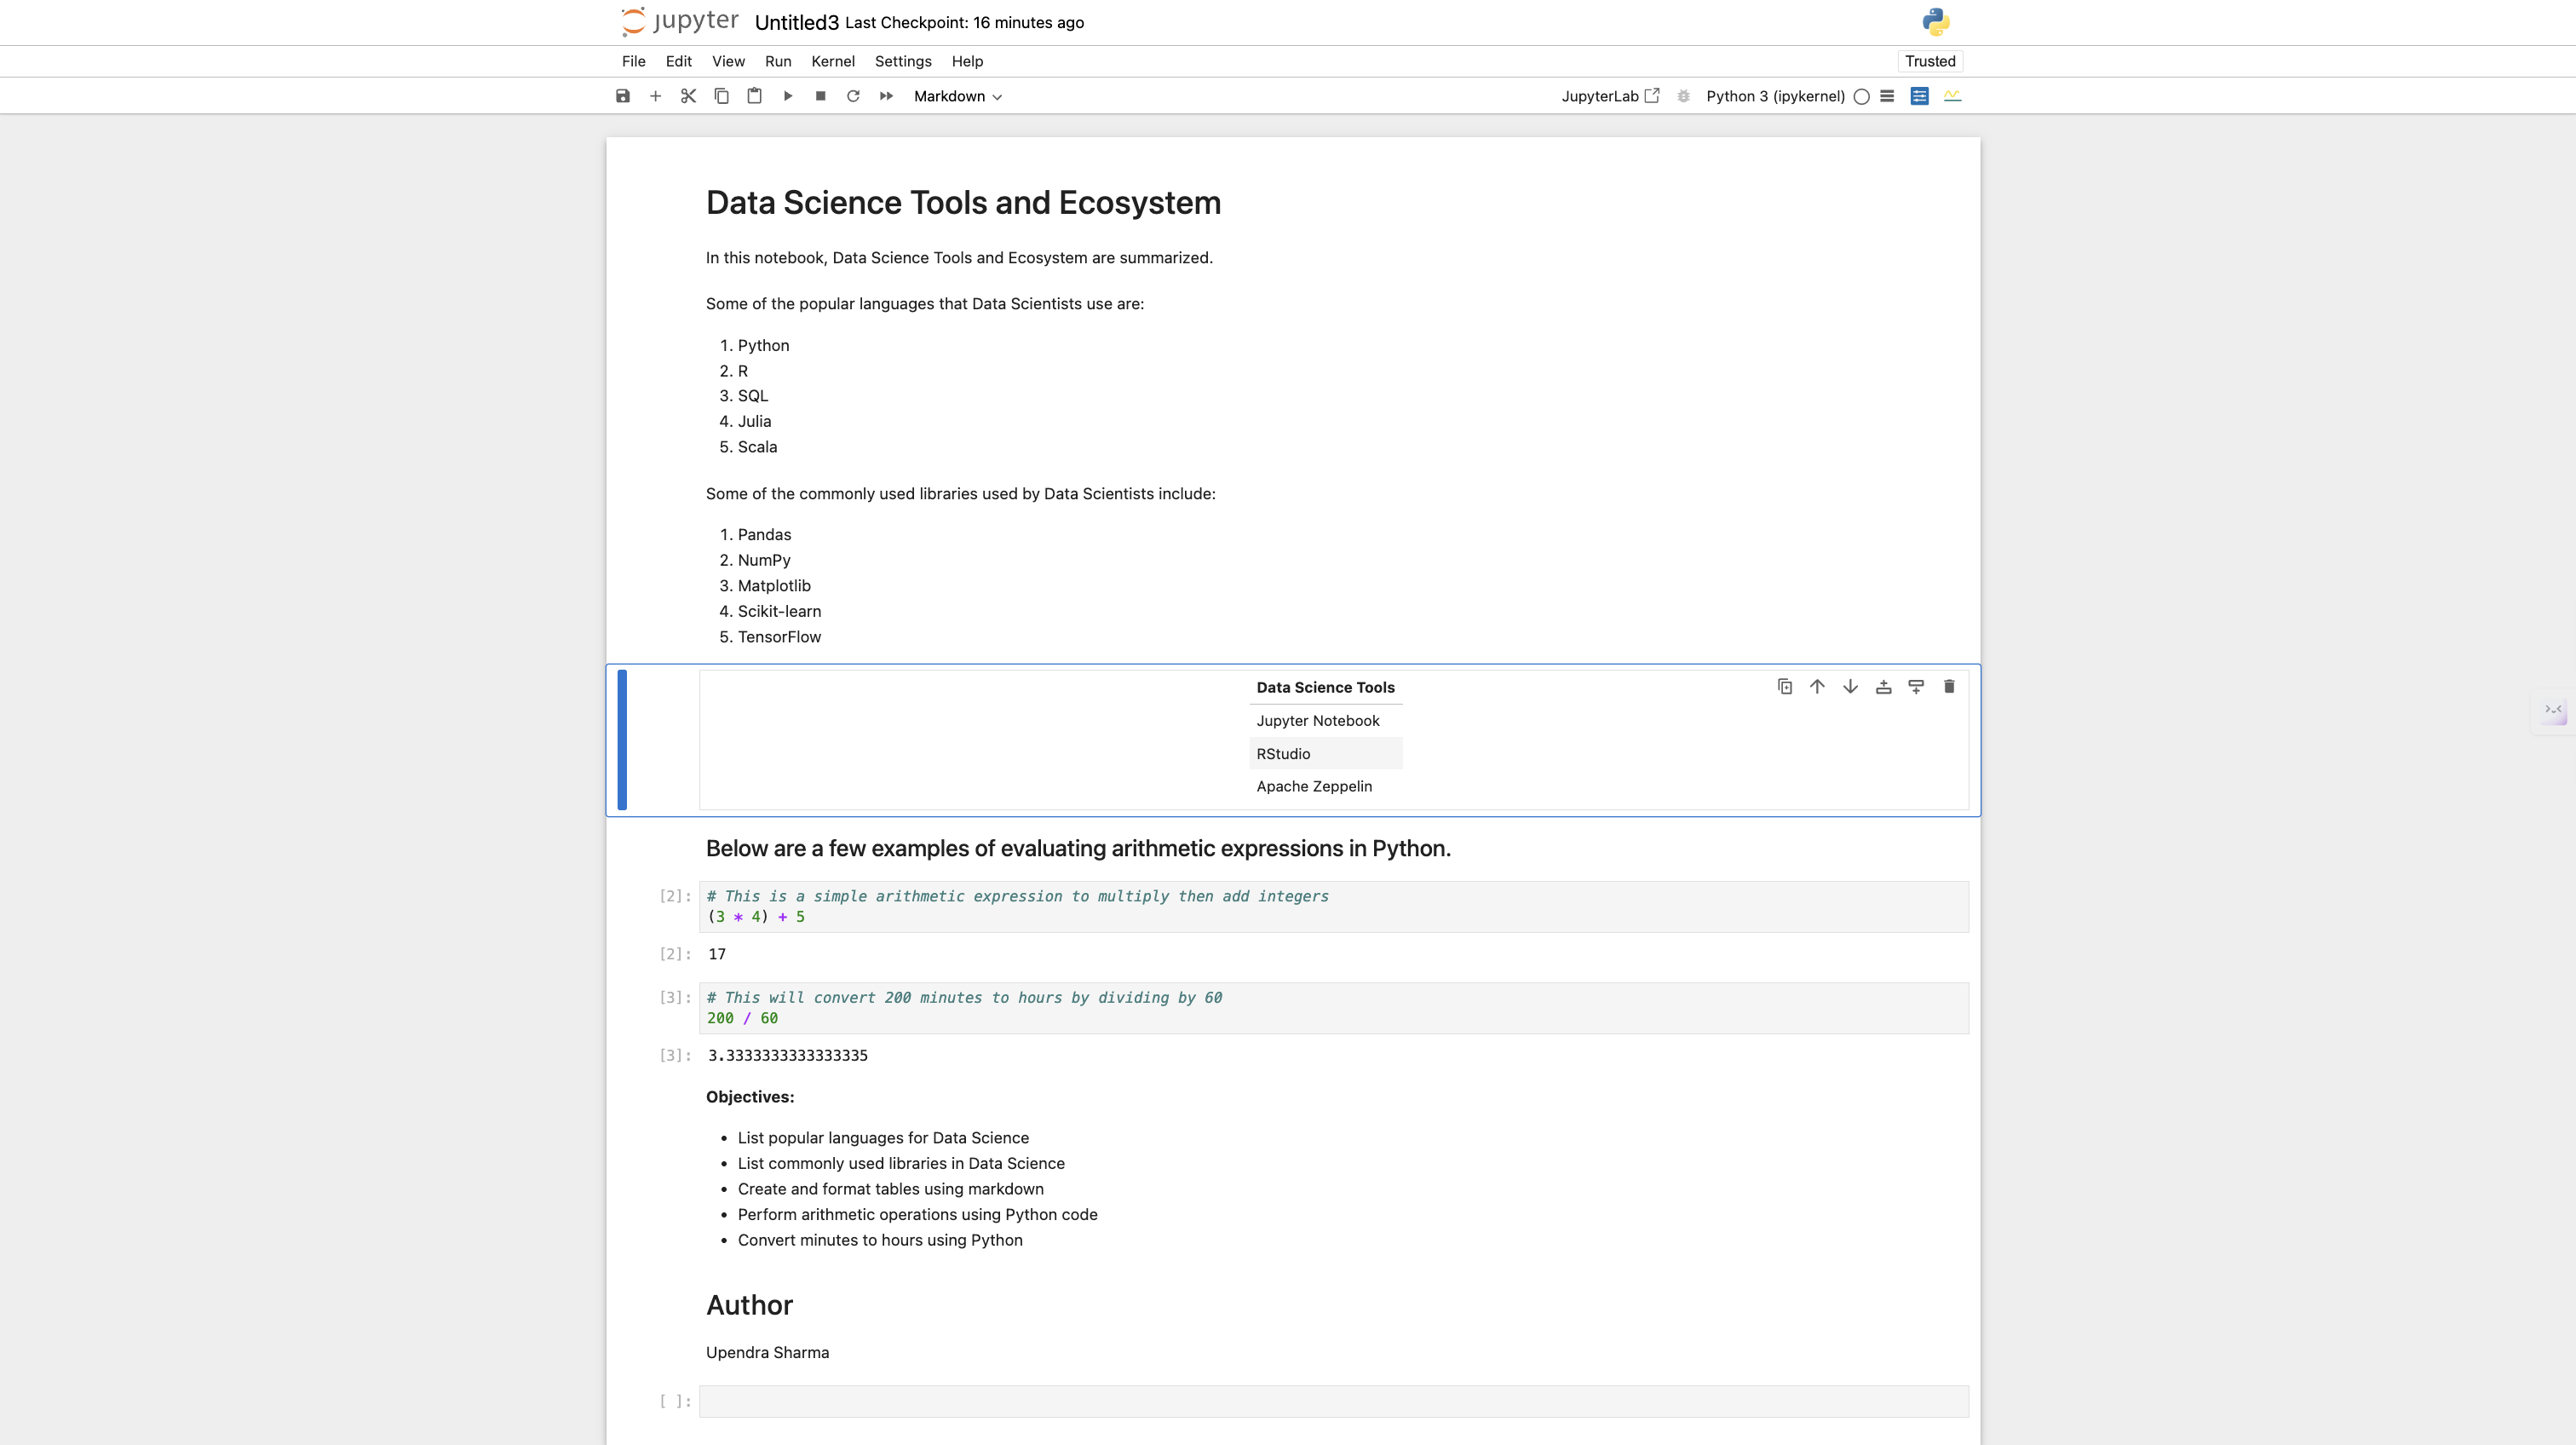 jupyter Untitled3 Last Checkpoint: 16 minutes ago
File Edit View Run Kernel Settings Help Trusted
Markdown JupyterLab Python 3 (ipykernel)
Data Science Tools and Ecosystem
In this notebook, Data Science Tools and Ecosystem are summarized.
Some of the popular languages that Data Scientists use are:
1. Python
2. R
3. SQL
4. Julia
5. Scala
Some of the commonly used libraries used by Data Scientists include:
1. Pandas
2. NumPy
3. Matplotlib
4. Scikit-learn
5. TensorFlow
Data Science Tools
Jupyter Notebook
RStudio
Apache Zeppelin
Below are a few examples of evaluating arithmetic expressions in Python.
[2]: # This is a simple arithmetic expression to multiply then add integers
(3 * 4) + 5
[2]: 17
[3]: # This will convert 200 minutes to hours by dividing by 60
200 / 60
[3]: 3.3333333333333335
Objectives:
• List popular languages for Data Science
• List commonly used libraries in Data Science
• Create and format tables using markdown
• Perform arithmetic operations using Python code
• Convert minutes to hours using Python
Author
Upendra Sharma
[ ]: